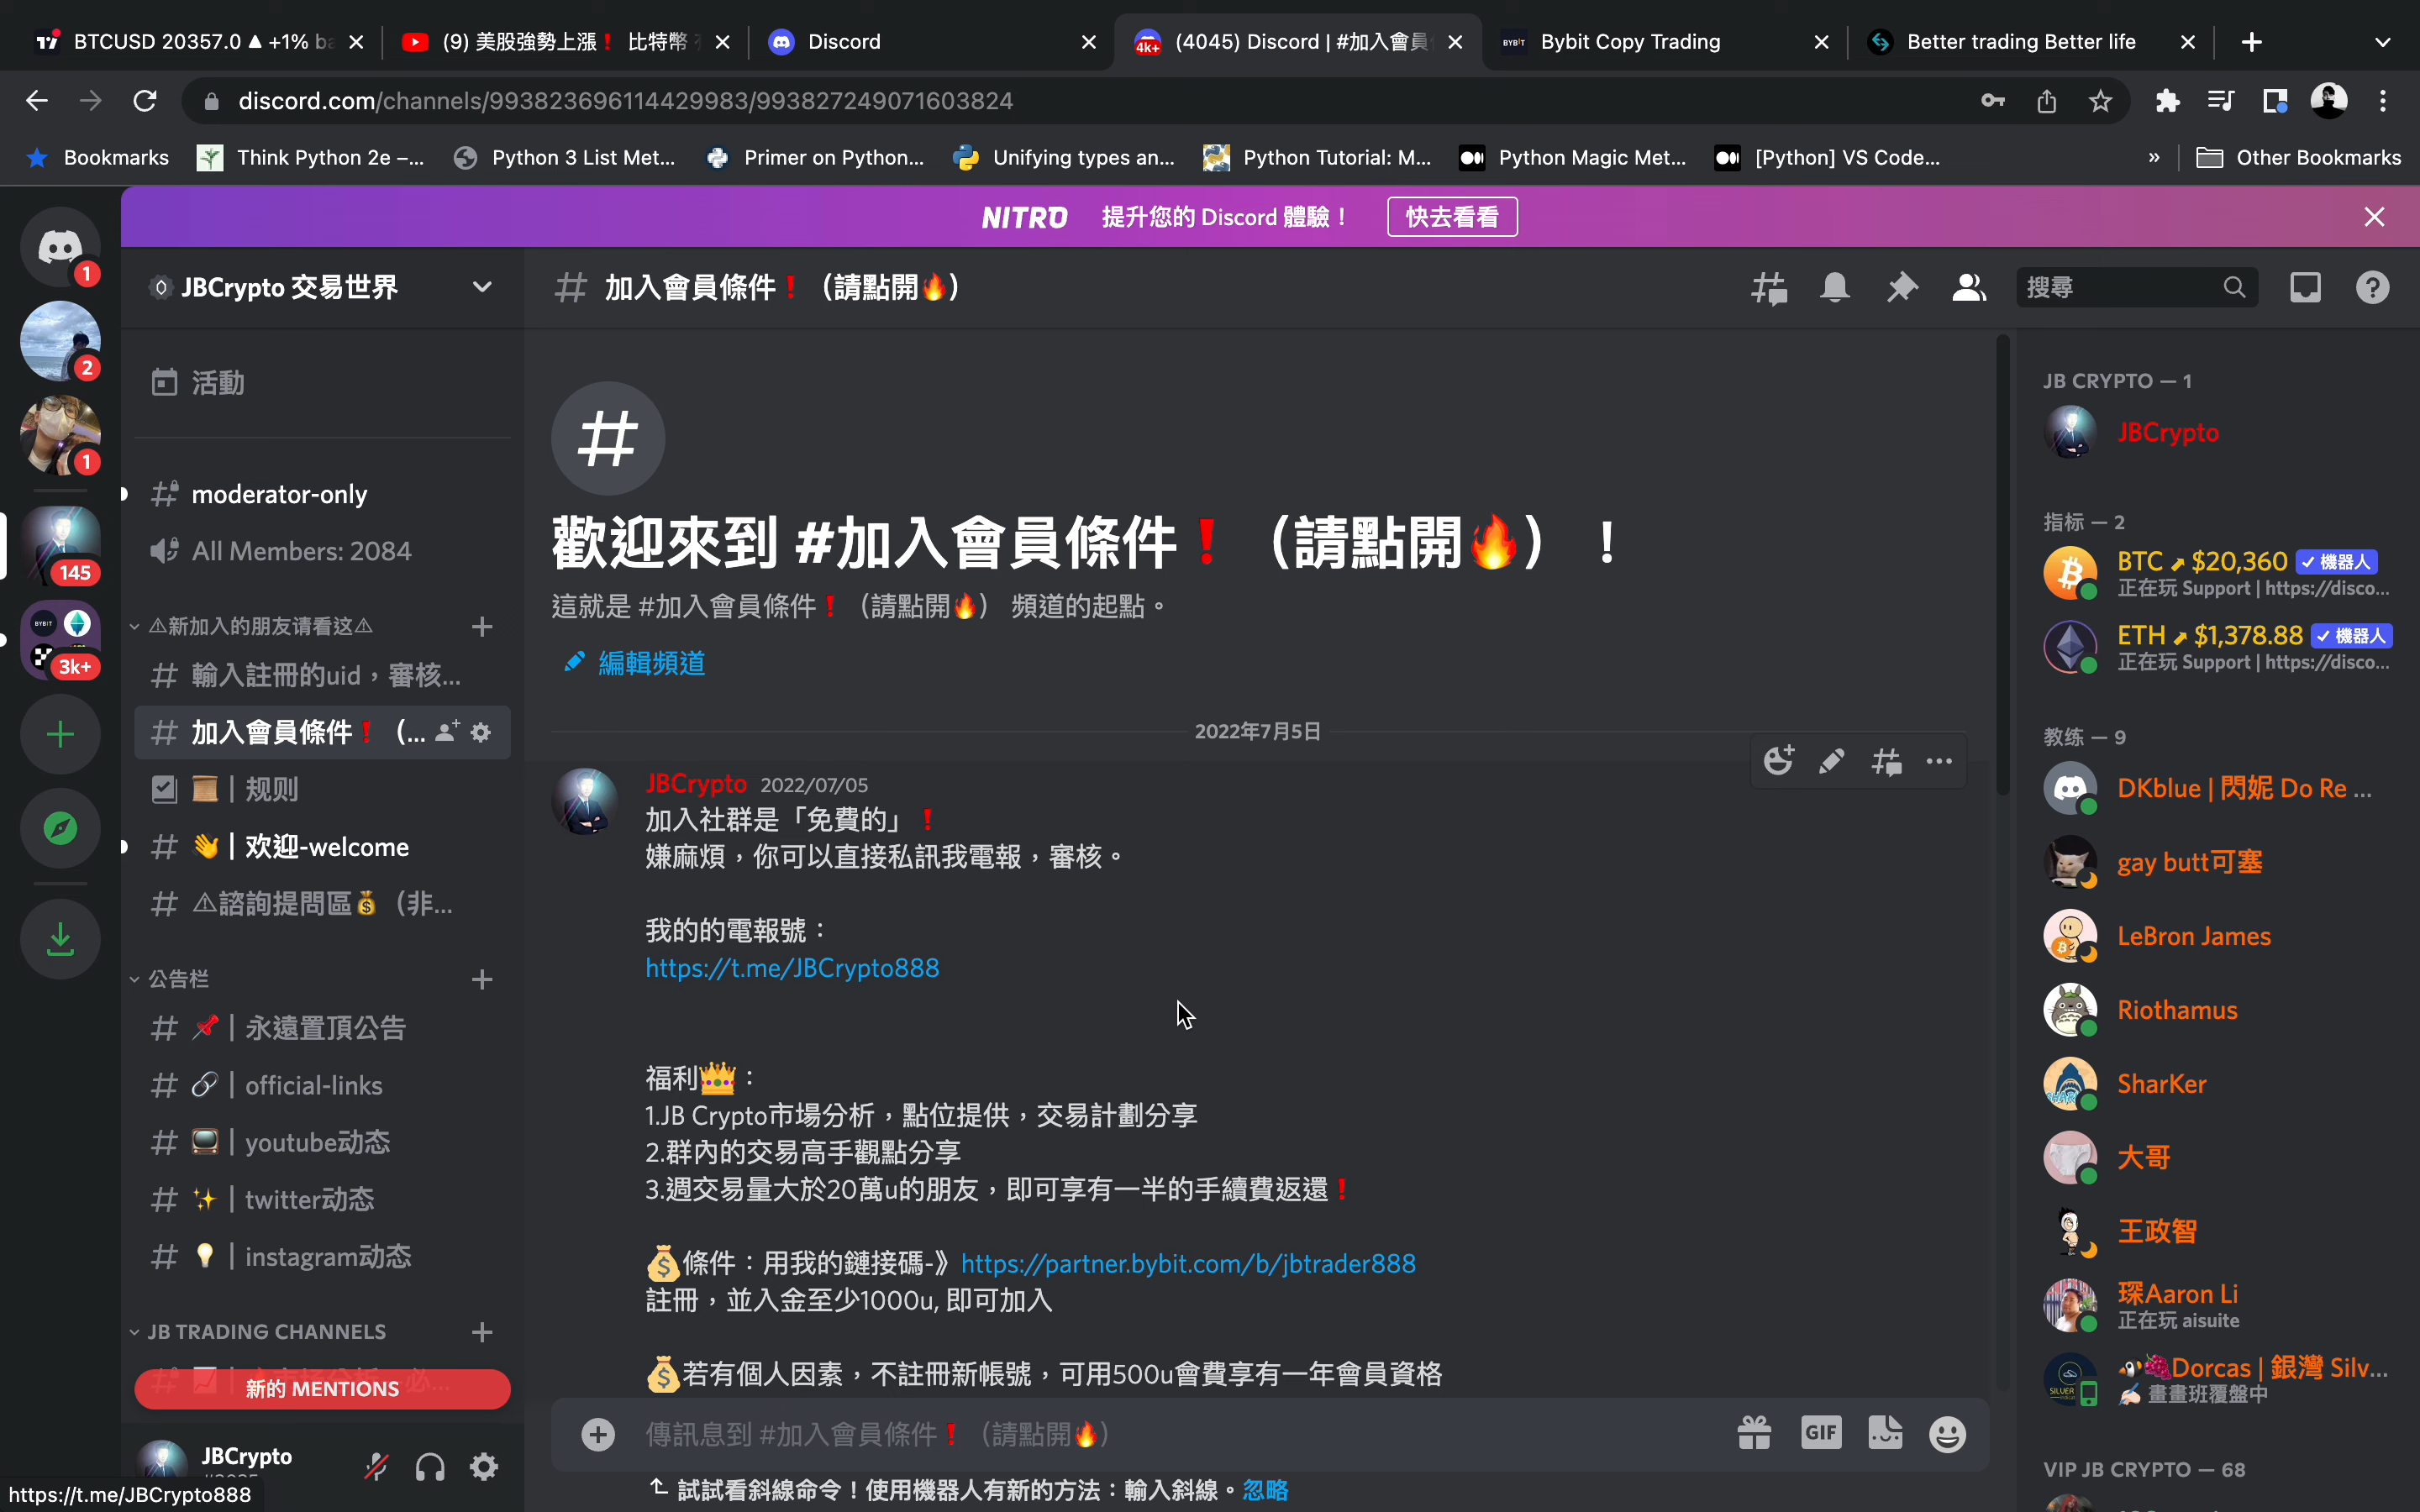 BTCUSD 20357.0 ▲ +1% ba
(9) 美股強勢上漲❗ 比特幣
Discord
(4045) Discord | #加入會員
Bybit Copy Trading
Better trading Better life
discord.com/channels/993823696114429983/993827249071603824
Bookmarks
Think Python 2e –...
Python 3 List Met...
Primer on Python...
Unifying types an...
Python Tutorial: M...
Python Magic Met...
[Python] VS Code...
Other Bookmarks
NITRO 提升您的 Discord 體驗！ 快去看看
JBCrypto 交易世界
活動
moderator-only
All Members: 2084
⚠新加入的朋友请看这⚠
輸入註冊的uid，審核...
加入會員條件❗ (...
📜 | 规则
👋 | 欢迎-welcome
⚠諮詢提問區💰（非...
公告栏
📌 | 永遠置頂公告
🔗 | official-links
📺 | youtube动态
✨ | twitter动态
💡 | instagram动态
JB TRADING CHANNELS
新的 MENTIONS
JBCrypto
https://t.me/JBCrypto888
1
2
1
145
3k+
# 加入會員條件❗（請點開🔥）
搜尋
歡迎來到 #加入會員條件❗（請點開🔥） ！
這就是 #加入會員條件❗（請點開🔥） 頻道的起點。
編輯頻道
2022年7月5日
JBCrypto 2022/07/05
加入社群是「免費的」❗
嫌麻煩，你可以直接私訊我電報，審核。
我的的電報號：
https://t.me/JBCrypto888
福利👑：
1.JB Crypto市場分析，點位提供，交易計劃分享
2.群內的交易高手觀點分享
3.週交易量大於20萬u的朋友，即可享有一半的手續費返還❗
💰條件：用我的鏈接碼-》https://partner.bybit.com/b/jbtrader888
註冊，並入金至少1000u, 即可加入
💰若有個人因素，不註冊新帳號，可用500u會費享有一年會員資格
傳訊息到 #加入會員條件❗（請點開🔥）
GIF
試試看斜線命令！使用機器人有新的方法：輸入斜線。忽略
JB CRYPTO — 1
JBCrypto
指标 — 2
BTC ⬈ $20,360 ✓ 機器人
正在玩 Support | https://disco...
ETH ⬈ $1,378.88 ✓ 機器人
正在玩 Support | https://disco...
教练 — 9
DKblue | 閃妮 Do Re ...
gay butt可塞
LeBron James
Riothamus
SharKer
大哥
王政智
琛Aaron Li
正在玩 aisuite
🐠🍇Dorcas | 銀灣 Silv...
✍🏻 畫畫班覆盤中
VIP JB CRYPTO — 68